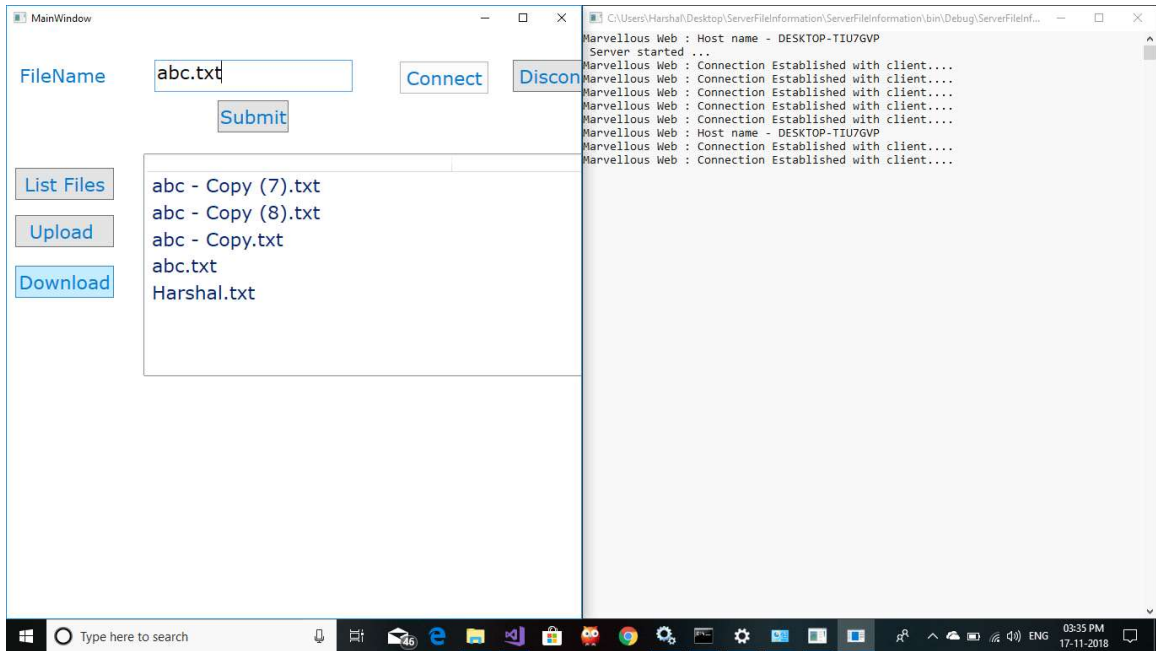 MainWindow
FileName
abc.txt
Connect
Discon
Submit
List Files
Upload
Download
abc - Copy (7).txt
abc - Copy (8).txt
abc - Copy.txt
abc.txt
Harshal.txt
C:\Users\Harshal\Desktop\ServerFileInformation\ServerFileInformation\bin\Debug\ServerFileInf...
Marvellous Web : Host name - DESKTOP-TIU7GVP
Server started ...
Marvellous Web : Connection Established with client....
Marvellous Web : Connection Established with client....
Marvellous Web : Connection Established with client....
Marvellous Web : Connection Established with client....
Marvellous Web : Connection Established with client....
Marvellous Web : Host name - DESKTOP-TIU7GVP
Marvellous Web : Connection Established with client....
Marvellous Web : Connection Established with client....
Type here to search
46
ENG
03:35 PM
17-11-2018